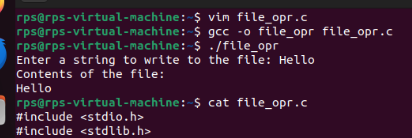 rps@rps-virtual-machine:~$ vim file_opr.c
rps@rps-virtual-machine:~$ gcc -o file_opr file_opr.c
rps@rps-virtual-machine:~$ ./file_opr
Enter a string to write to the file: Hello
Contents of the file:
Hello
rps@rps-virtual-machine:~$ cat file_opr.c
#include <stdio.h>
#include <stdlib.h>